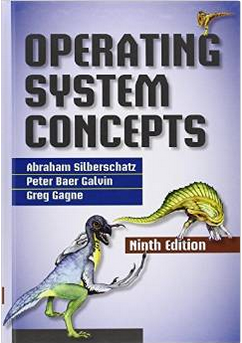 OPERATING
SYSTEM
CONCEPTS
Abraham Silberschatz
Peter Baer Galvin
Greg Gagne
Ninth Edition